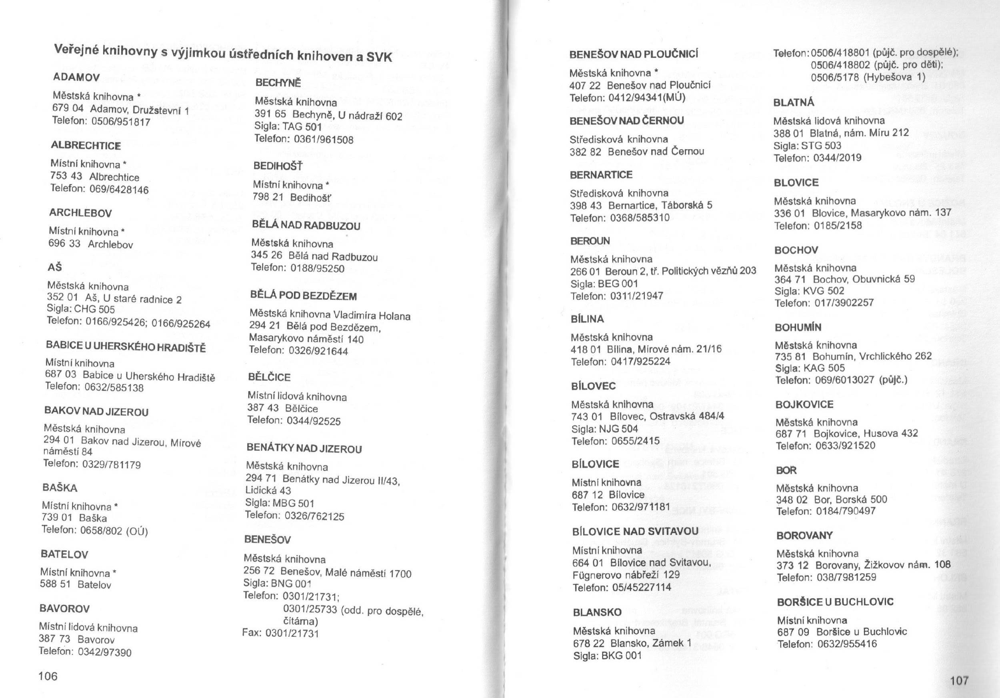 Veřejné knihovny s výjimkou ústředních knihoven a SVK
ADAMOV
Městská knihovna *
679 04 Adamov, Družstevní 1
Telefon: 0506/951817
ALBRECHTICE
Místní knihovna *
753 43 Albrechtice
Telefon: 069/6428146
ARCHLEBOV
Místní knihovna *
696 33 Archlebov
AŠ
Městská knihovna
352 01 Aš, U staré radnice 2
Sigla: CHG 505
Telefon: 0166/925426; 0166/925264
BABICE U UHERSKÉHO HRADIŠTĚ
Místní knihovna
687 03 Babice u Uherského Hradiště
Telefon: 0632/585138
BAKOV NAD JIZEROU
Městská knihovna
294 01 Bakov nad Jizerou, Mírové
náměstí 84
Telefon: 0329/781179
BAŠKA
Místní knihovna *
739 01 Baška
Telefon: 0658/802 (OÚ)
BATELOV
Místní knihovna *
588 51 Batelov
BAVOROV
Místní lidová knihovna
387 73 Bavorov
Telefon: 0342/97390
106
BECHYNĚ
Městská knihovna
391 65 Bechyně, U nádraží 602
Sigla: TAG 501
Telefon: 0361/961508
BEDIHOŠŤ
Místní knihovna *
798 21 Bedihošť
BĚLÁ NAD RADBUZOU
Městská knihovna
345 26 Bělá nad Radbuzou
Telefon: 0188/95250
BĚLÁ POD BEZDĚZEM
Městská knihovna Vladimíra Holana
294 21 Bělá pod Bezdězem,
Masarykovo náměstí 140
Telefon: 0326/921644
BĚLČICE
Místní lidová knihovna
387 43 Bělčice
Telefon: 0344/92525
BENÁTKY NAD JIZEROU
Městská knihovna
294 71 Benátky nad Jizerou II/43,
Lidická 43
Sigla: MBG 501
Telefon: 0326/762125
BENEŠOV
Městská knihovna
256 72 Benešov, Malé náměstí 1700
Sigla: BNG 001
Telefon: 0301/21731;
0301/25733 (odd. pro dospělé,
čítárna)
Fax: 0301/21731
BENEŠOV NAD PLOUČNICÍ
Městská knihovna *
407 22 Benešov nad Ploučnicí
Telefon: 0412/94341(MÚ)
BENEŠOV NAD ČERNOU
Středisková knihovna
382 82 Benešov nad Černou
BERNARTICE
Středisková knihovna
398 43 Bernartice, Táborská 5
Telefon: 0368/585310
BEROUN
Městská knihovna
266 01 Beroun 2, tř. Politických vězňů 203
Sigla: BEG 001
Telefon: 0311/21947
BÍLINA
Městská knihovna
418 01 Bílina, Mírové nám. 21/16
Telefon: 0417/925224
BÍLOVEC
Městská knihovna
743 01 Bílovec, Ostravská 484/4
Sigla: NJG 504
Telefon: 0655/2415
BÍLOVICE
Místní knihovna
687 12 Bílovice
Telefon: 0632/971181
BÍLOVICE NAD SVITAVOU
Místní knihovna
664 01 Bílovice nad Svitavou,
Fügnerovo nábřeží 129
Telefon: 05/45227114
BLANSKO
Městská knihovna
678 22 Blansko, Zámek 1
Sigla: BKG 001
Telefon: 0506/418801 (půjč. pro dospělé);
0506/418802 (půjč. pro děti);
0506/5178 (Hybešova 1)
BLATNÁ
Městská lidová knihovna
388 01 Blatná, nám. Míru 212
Sigla: STG 503
Telefon: 0344/2019
BLOVICE
Městská knihovna
336 01 Blovice, Masarykovo nám. 137
Telefon: 0185/2158
BOCHOV
Městská knihovna
364 71 Bochov, Obuvnická 59
Sigla: KVG 502
Telefon: 017/3902257
BOHUMÍN
Městská knihovna
735 81 Bohumín, Vrchlického 262
Sigla: KAG 505
Telefon: 069/6013027 (půjč.)
BOJKOVICE
Městská knihovna
687 71 Bojkovice, Husova 432
Telefon: 0633/921520
BOR
Městská knihovna
348 02 Bor, Borská 500
Telefon: 0184/790497
BOROVANY
Městská knihovna
373 12 Borovany, Žižkovov nám. 108
Telefon: 038/7981259
BORŠICE U BUCHLOVIC
Místní knihovna
687 09 Boršice u Buchlovic
Telefon: 0632/955416
107